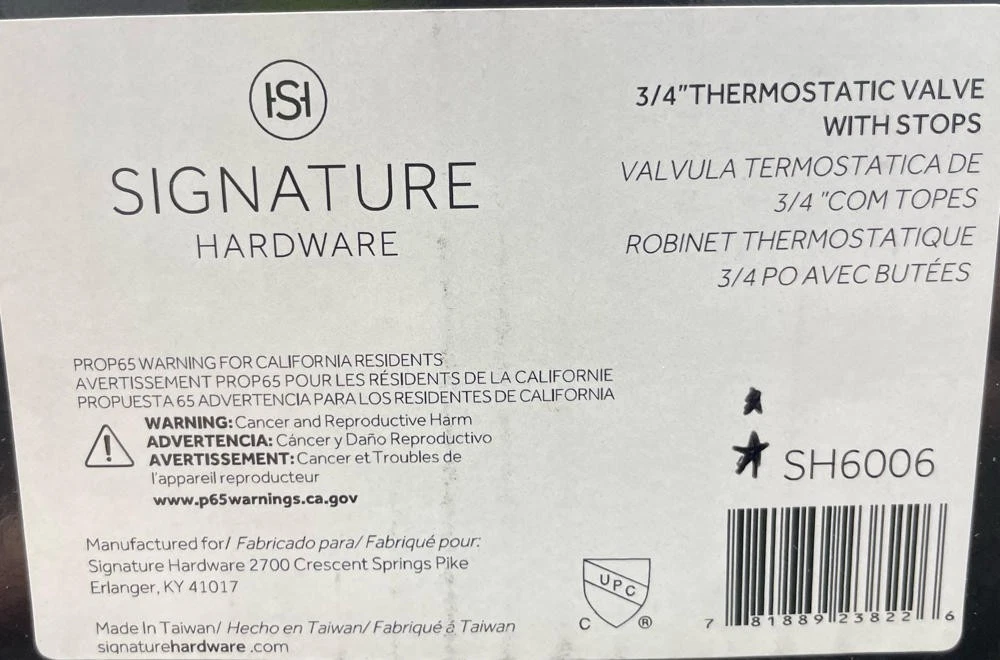 SH
SIGNATURE
HARDWARE
3/4"THERMOSTATIC VALVE
WITH STOPS
VALVULA TERMOSTATICA DE
3/4 "COM TOPES
ROBINET THERMOSTATIQUE
3/4 PO AVEC BUTÉES
PROP65 WARNING FOR CALIFORNIA RESIDENTS
AVERTISSEMENT PROP65 POUR LES RÉSIDENTS DE LA CALIFORNIE
PROPUESTA 65 ADVERTENCIA PARA LOS RESIDENTES DE CALIFORNIA
WARNING: Cancer and Reproductive Harm
ADVERTENCIA: Cáncer y Daño Reproductivo
AVERTISSEMENT: Cancer et Troubles de
l'appareil reproducteur
www.p65warnings.ca.gov
Manufactured for/ Fabricado para/ Fabriqué pour:
Signature Hardware 2700 Crescent Springs Pike
Erlanger, KY 41017
Made In Taiwan/ Hecho en Taiwan/ Fabriqué á Taiwan
signaturehardware .com
UPC
C ®
SH6006
7 81889 23822 6